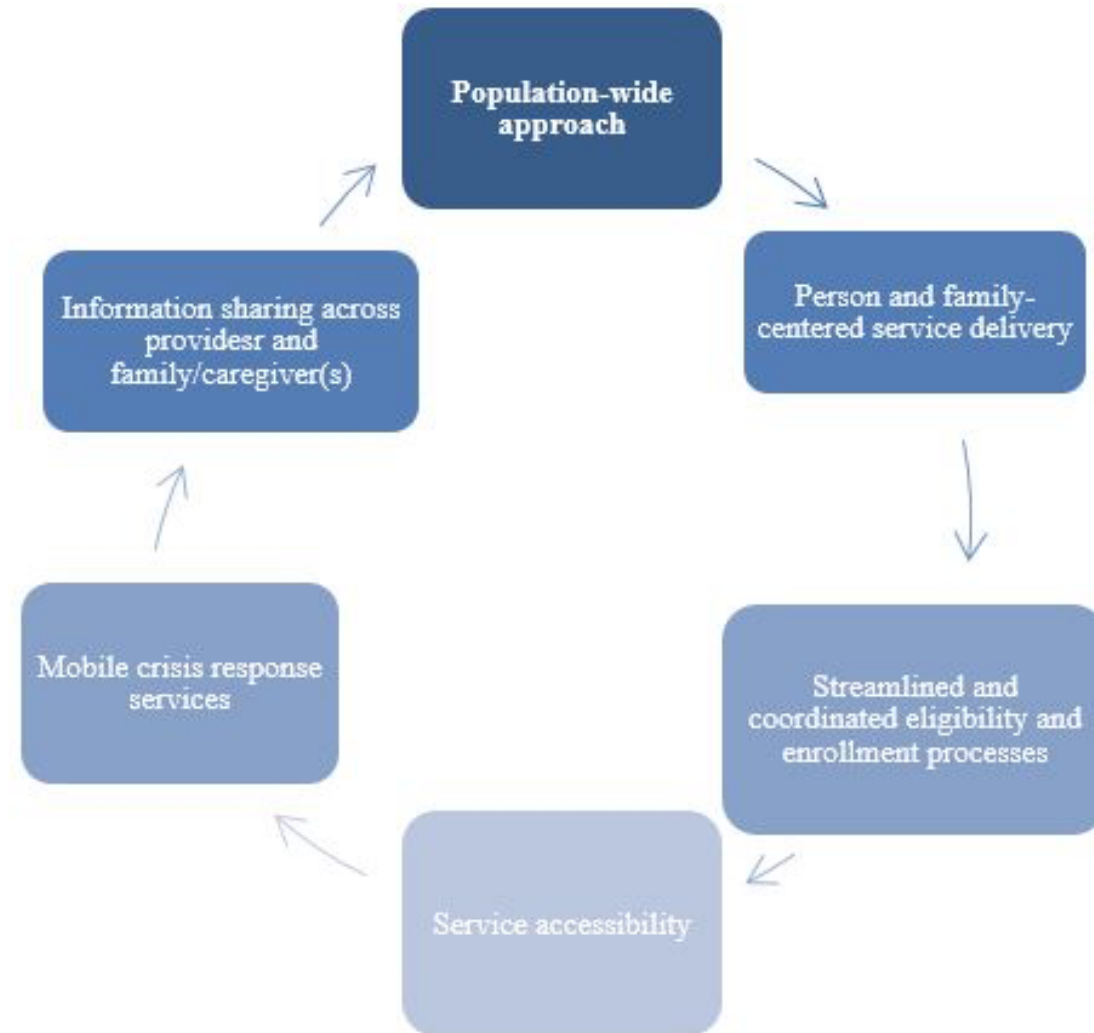 Population-wide
approach
Person and family-
centered service delivery
Streamlined and
coordinated eligibility and
enrollment processes
Service accessibility
Mobile crisis response
services
Information sharing across
providesr and
family/caregiver(s)